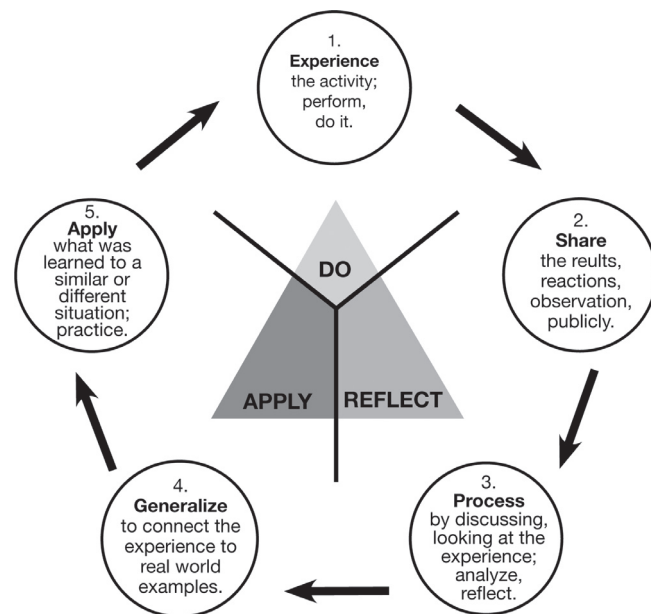 1.
Experience
the activity;
perform,
do it.
2.
Share
the reults,
reactions,
observation,
publicly.
3.
Process
by discussing,
looking at the
experience;
analyze,
reflect.
4.
Generalize
to connect the
experience to
real world
examples.
5.
Apply
what was
learned to a
similar or
different
situation;
practice.
DO
APPLY
REFLECT